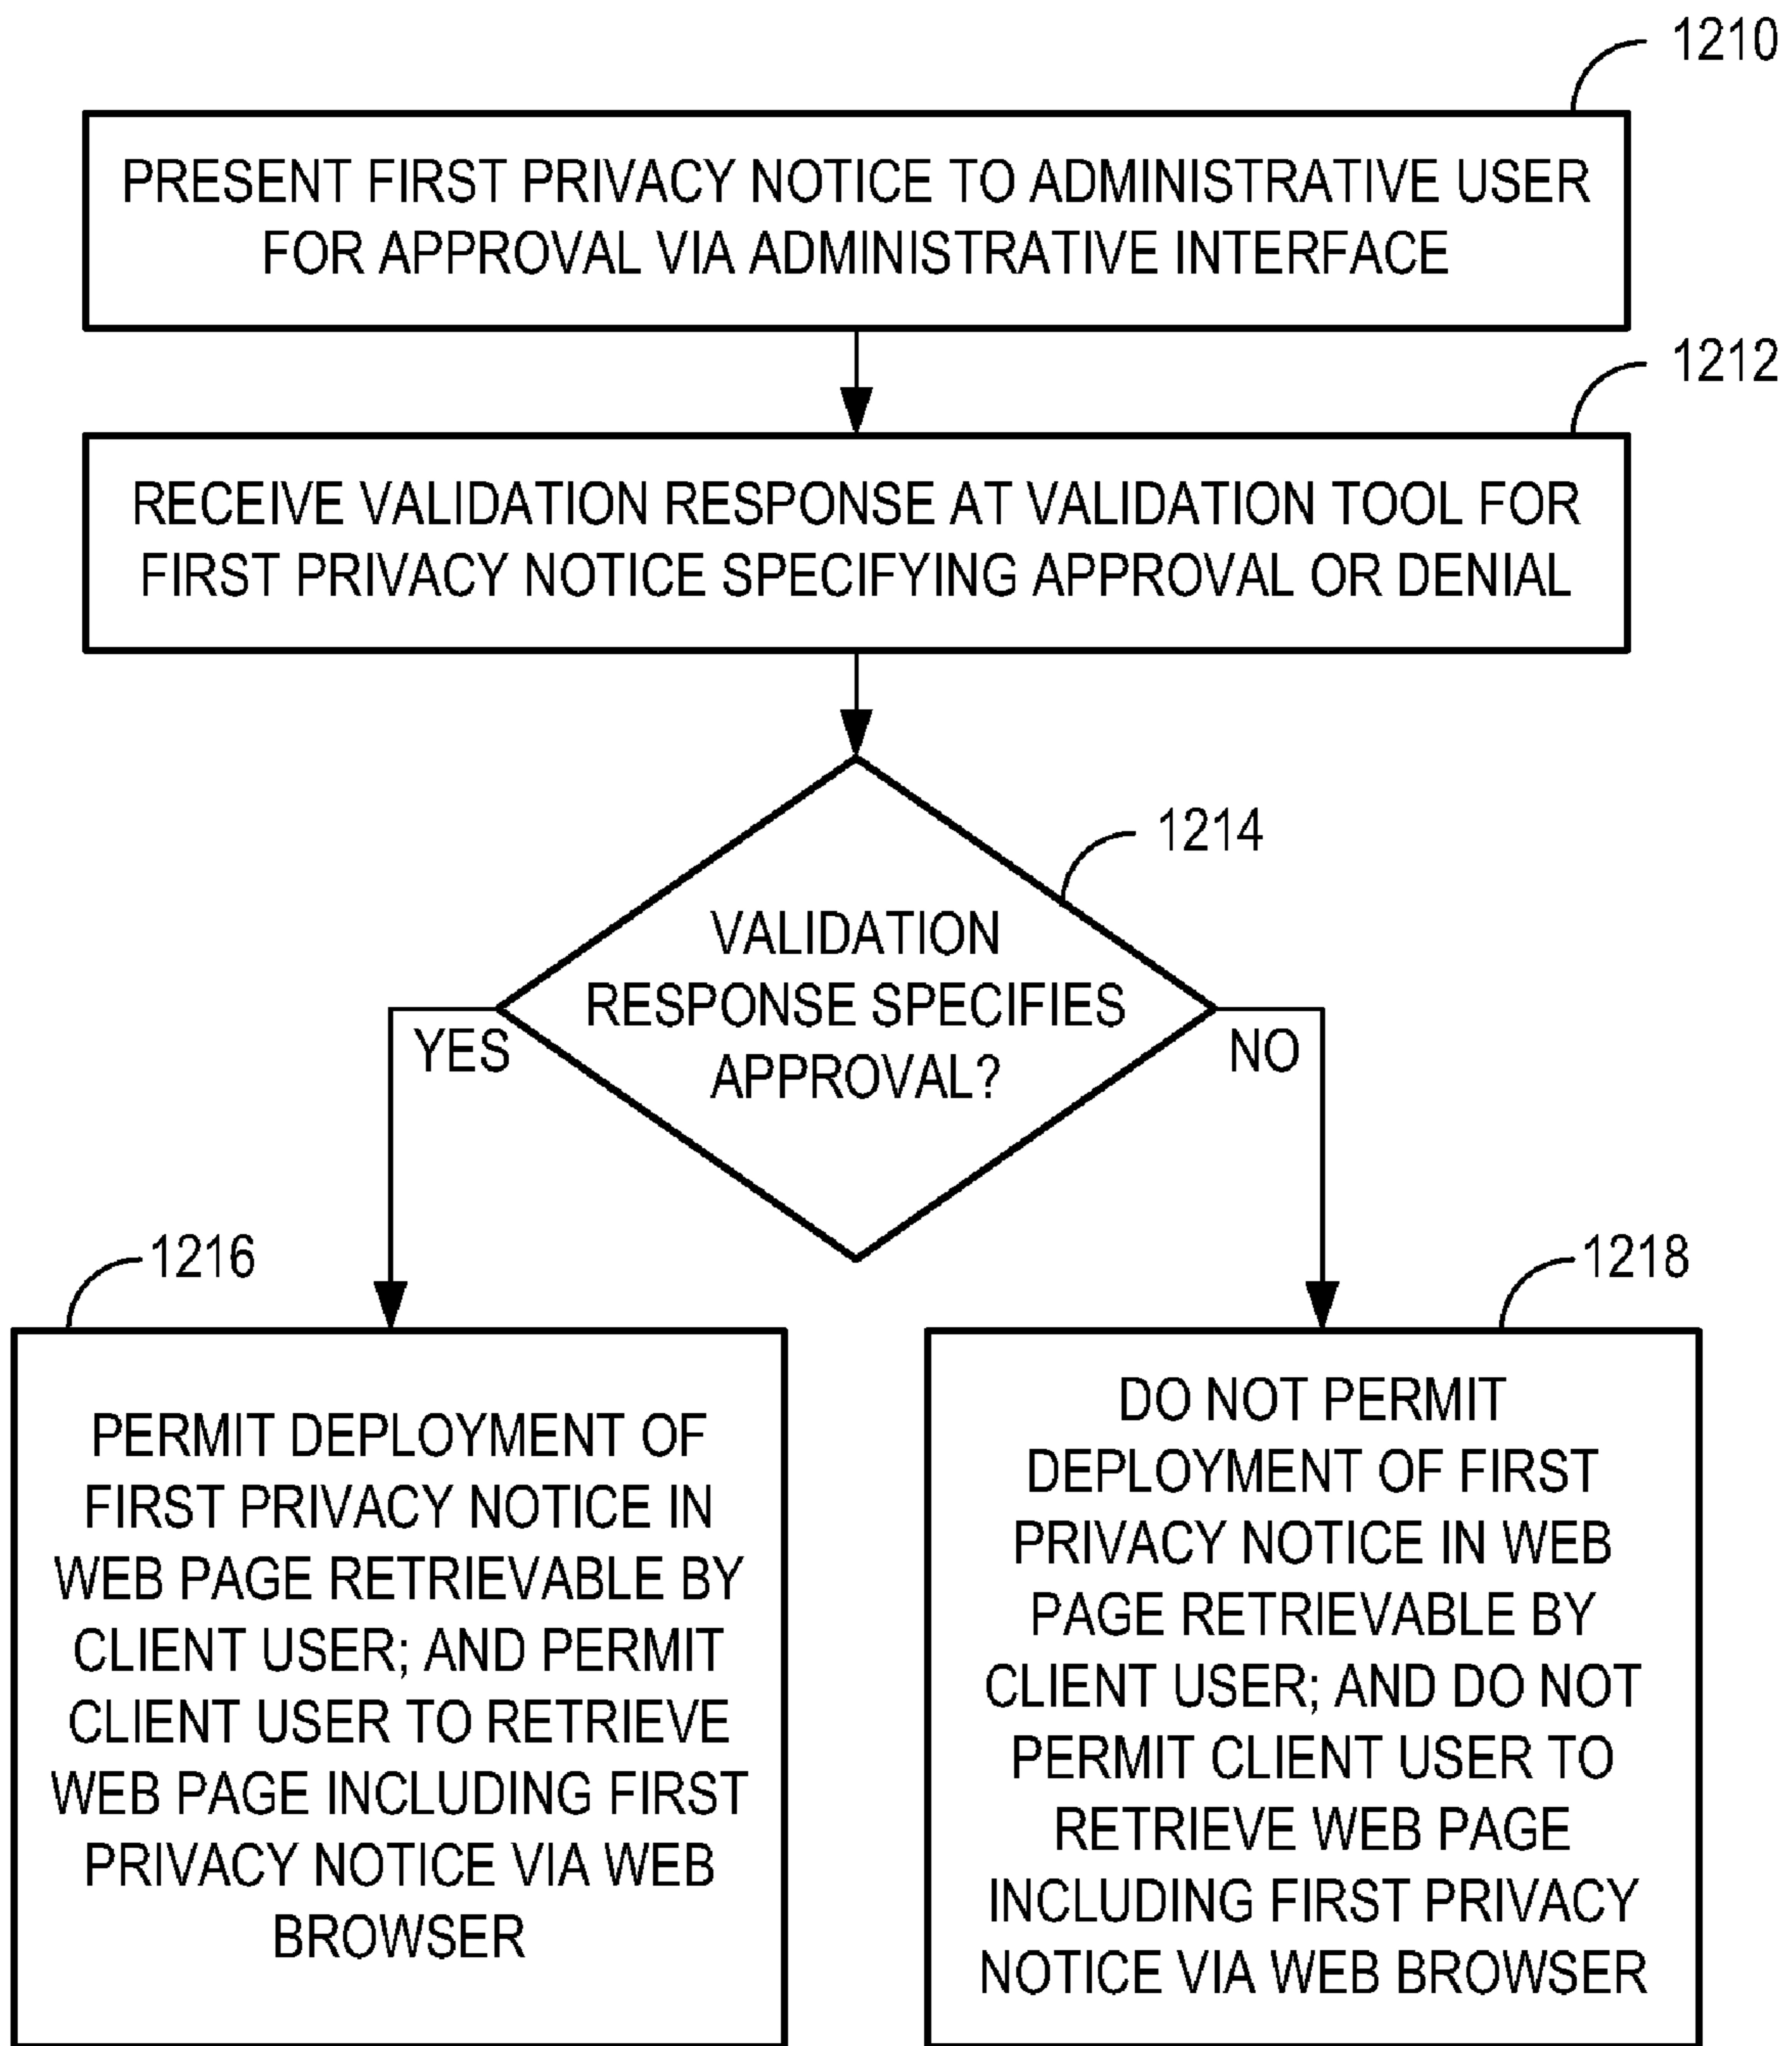 1210
PRESENT FIRST PRIVACY NOTICE TO ADMINISTRATIVE USER
FOR APPROVAL VIA ADMINISTRATIVE INTERFACE
1212
RECEIVE VALIDATION RESPONSE AT VALIDATION TOOL FOR
FIRST PRIVACY NOTICE SPECIFYING APPROVAL OR DENIAL
1214
VALIDATION
RESPONSE SPECIFIES
APPROVAL?
YES
NO
1216
PERMIT DEPLOYMENT OF
FIRST PRIVACY NOTICE IN
WEB PAGE RETRIEVABLE BY
CLIENT USER; AND PERMIT
CLIENT USER TO RETRIEVE
WEB PAGE INCLUDING FIRST
PRIVACY NOTICE VIA WEB
BROWSER
1218
DO NOT PERMIT
DEPLOYMENT OF FIRST
PRIVACY NOTICE IN WEB
PAGE RETRIEVABLE BY
CLIENT USER; AND DO NOT
PERMIT CLIENT USER TO
RETRIEVE WEB PAGE
INCLUDING FIRST PRIVACY
NOTICE VIA WEB BROWSER